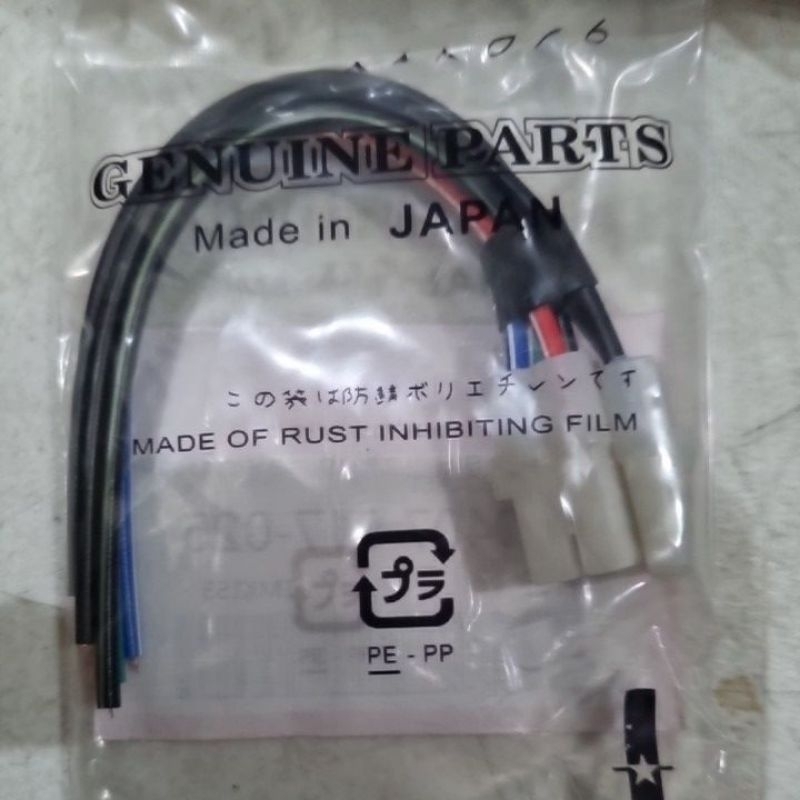 GENUINE PARTS
Made in JAPAN
この袋は防錆ポリエチレンです
MADE OF RUST INHIBITING FILM
プラ
PE - PP